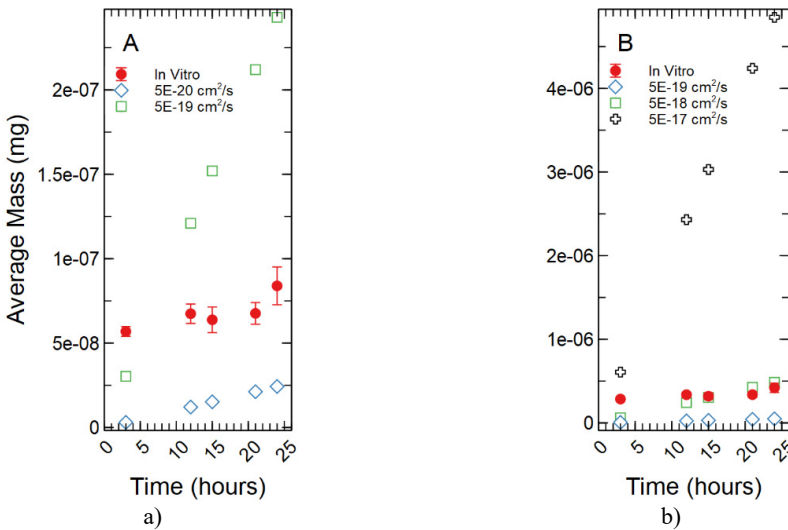 A
In Vitro
5E-20 cm²/s
5E-19 cm²/s
2e-07
1.5e-07
1e-07
5e-08
0
Average Mass (mg)
0 5 10 15 20 25
Time (hours)
a)
B
In Vitro
5E-19 cm²/s
5E-18 cm²/s
5E-17 cm²/s
4e-06
3e-06
2e-06
1e-06
0
0 5 10 15 20 25
Time (hours)
b)